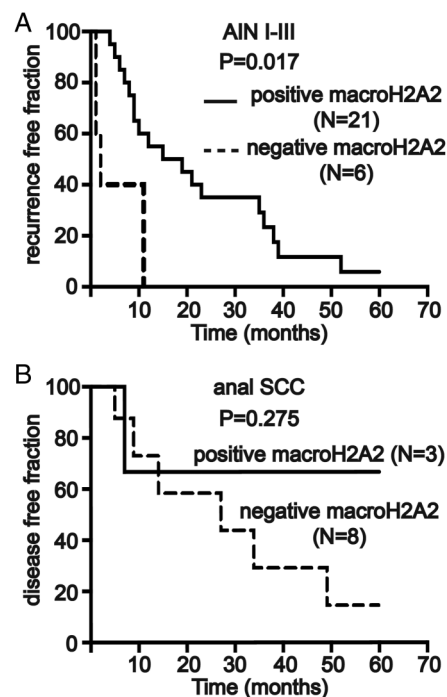 A
AIN I-III
P=0.017
positive macroH2A2
(N=21)
negative macroH2A2
(N=6)
recurrence free fraction
100
80
60
40
20
0
10 20 30 40 50 60 70
Time (months)
B
anal SCC
P=0.275
positive macroH2A2 (N=3)
negative macroH2A2
(N=8)
disease free fraction
100
80
60
40
20
10 20 30 40 50 60 70
Time (months)